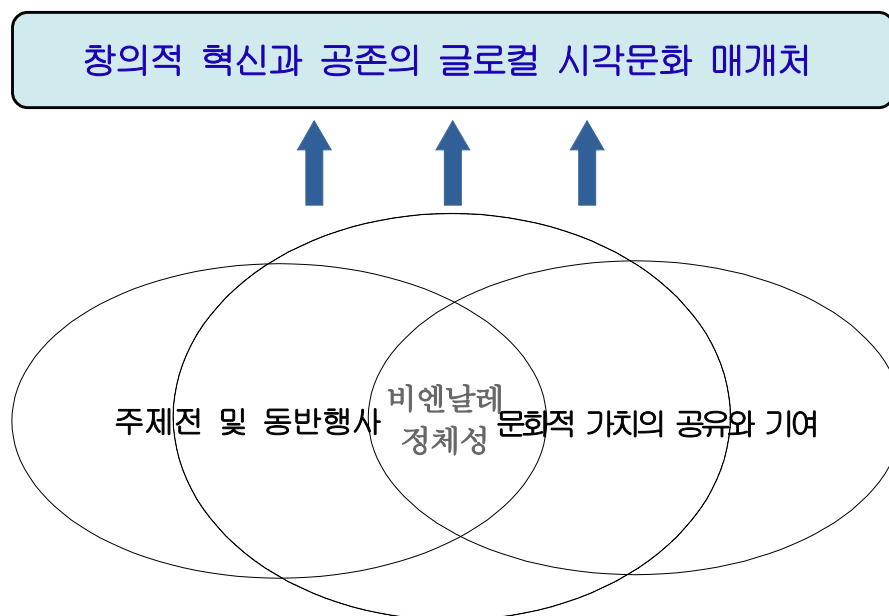 창의적 혁신과 공존의 글로컬 시각문화 매개처
주제전 및 동반행사
비엔날레
정체성
문화적 가치의 공유와 기여